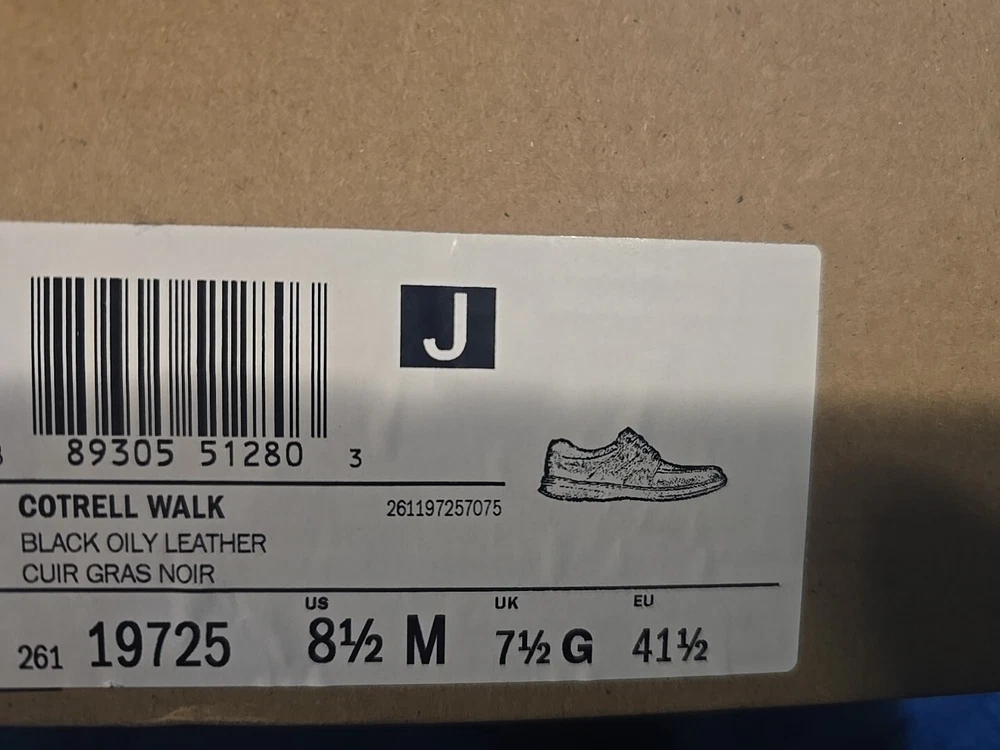 J
89305 51280 3
COTRELL WALK 261197257075
BLACK OILY LEATHER
CUIR GRAS NOIR
US UK EU
261 19725 8½ M 7½ G 41½